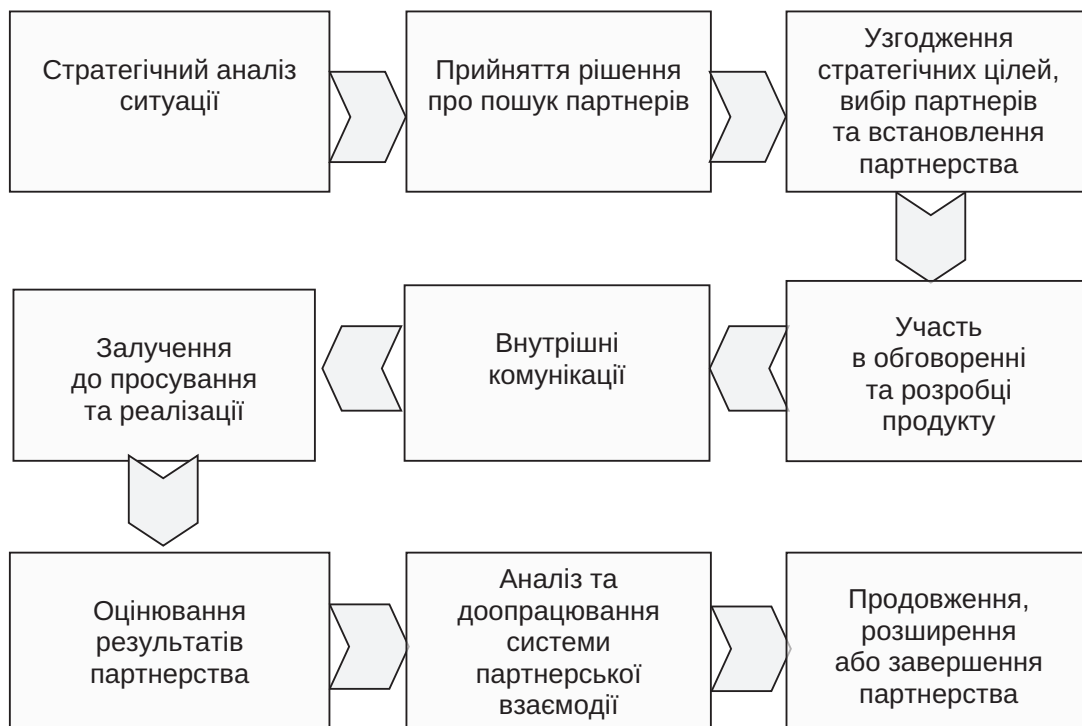 Стратегічний аналіз
ситуації
Прийняття рішення
про пошук партнерів
Узгодження
стратегічних цілей,
вибір партнерів
та встановлення
партнерства
Участь
в обговоренні
та розробці
продукту
Внутрішні
комунікації
Залучення
до просування
та реалізації
Оцінювання
результатів
партнерства
Аналіз та
доопрацювання
системи
партнерської
взаємодії
Продовження,
розширення
або завершення
партнерства